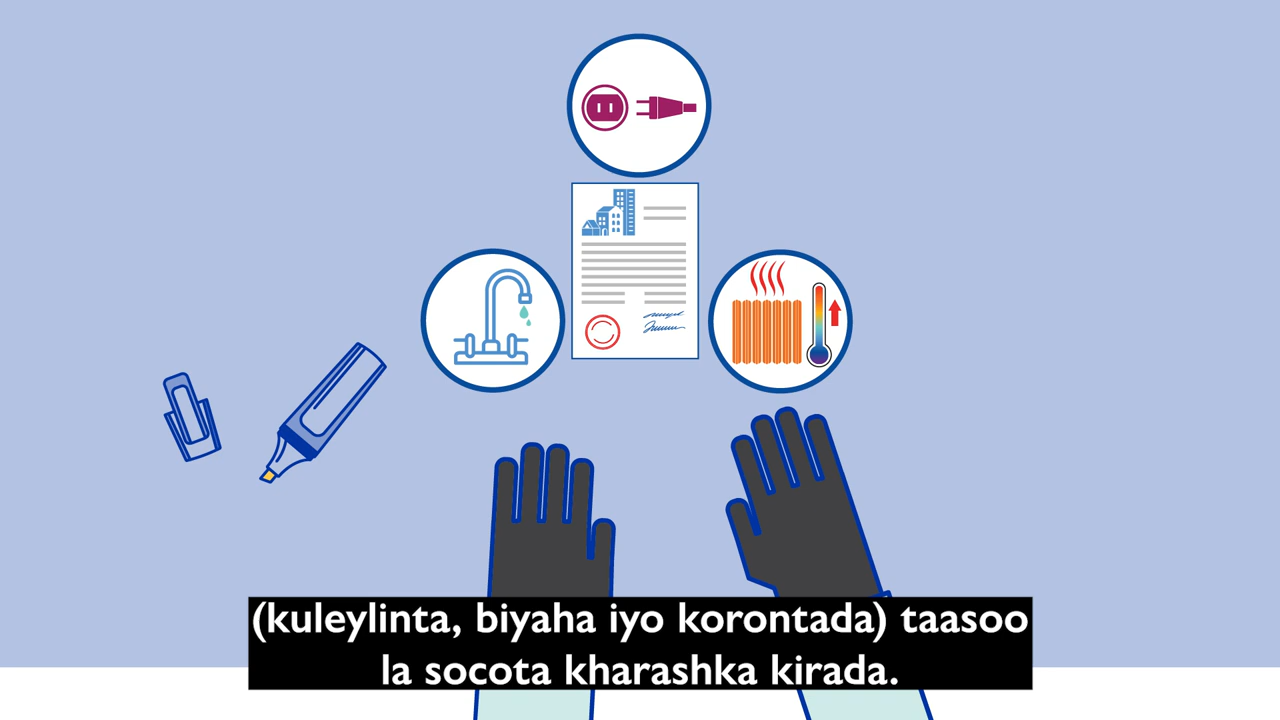 (kuleylinta, biyaha iyo korontada) taasoo
la socota kharashka kirada.